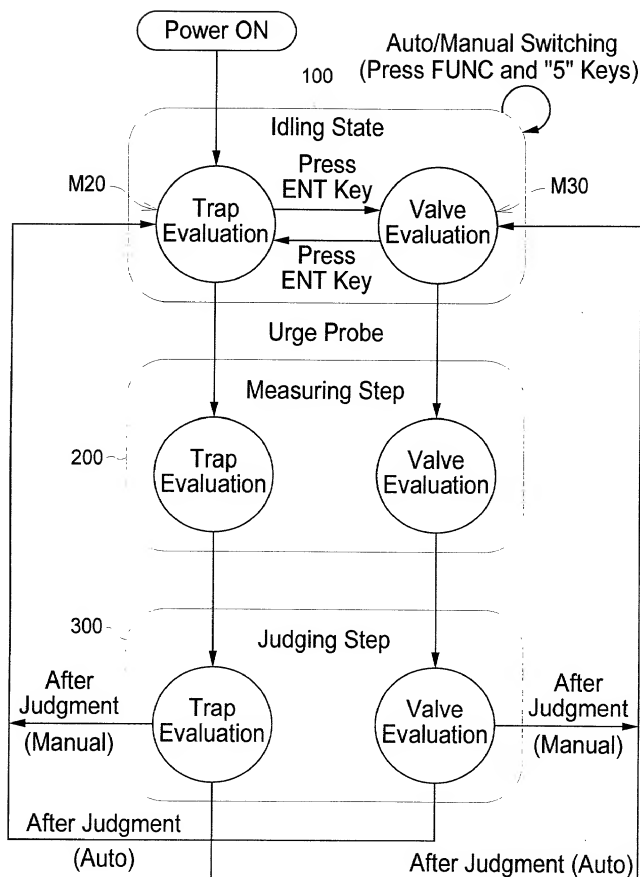 Power ON
100
Auto/Manual Switching
(Press FUNC and "5" Keys)
Idling State
M20
Press
ENT Key
M30
Trap
Evaluation
Valve
Evaluation
Press
ENT Key
Urge Probe
Measuring Step
200
Trap
Evaluation
Valve
Evaluation
300
Judging Step
After
Judgment
(Manual)
Trap
Evaluation
Valve
Evaluation
After
Judgment
(Manual)
After Judgment
(Auto)
After Judgment (Auto)